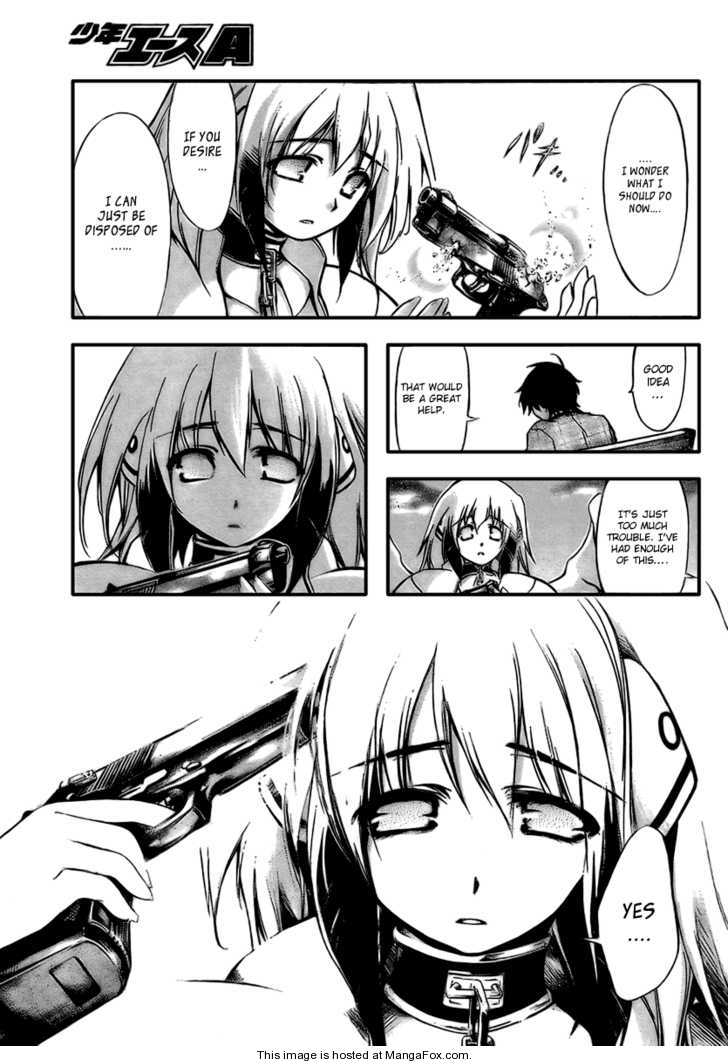 少年エースA
....
I WONDER
WHAT I
SHOULD DO
NOW....
IF YOU
DESIRE
...
I CAN
JUST BE
DISPOSED OF
......
GOOD
IDEA
...
THAT WOULD
BE A GREAT
HELP.
IT'S JUST
TOO MUCH
TROUBLE. I'VE
HAD ENOUGH
OF THIS....
YES
....
This image is hosted at MangaFox.com.